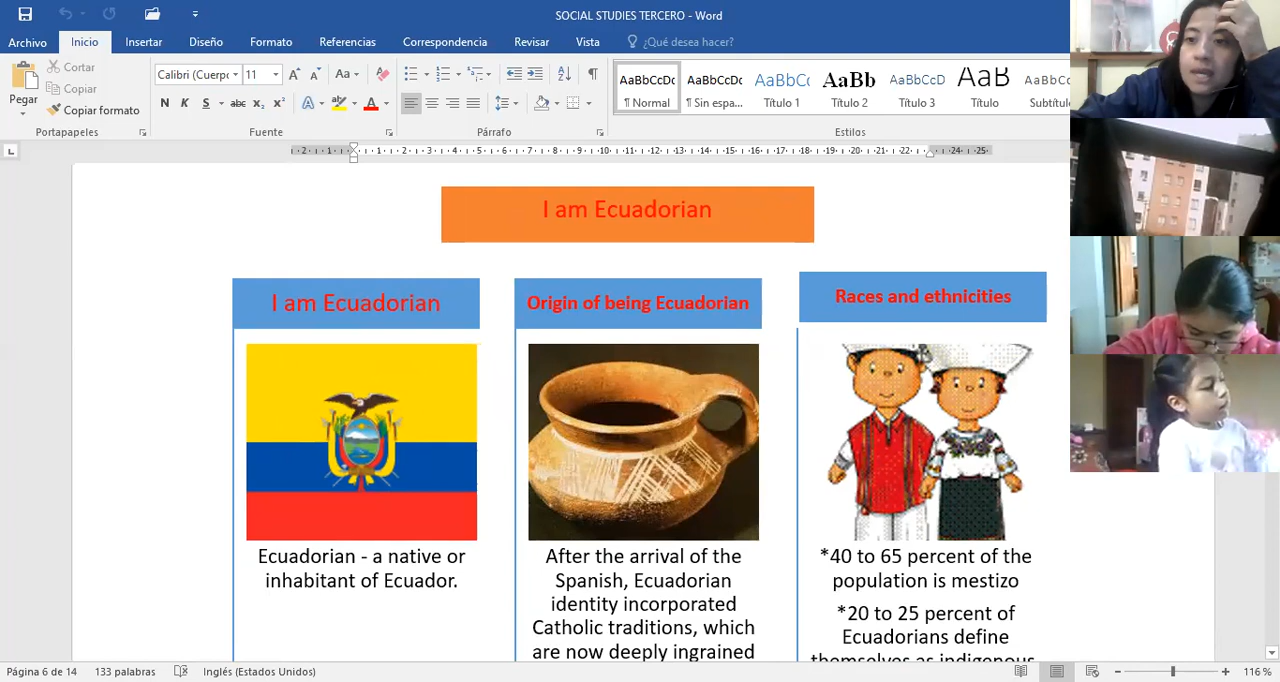 SOCIAL STUDIES TERCERO - Word
Archivo
Inicio
Insertar
Diseño
Formato
Referencias
Correspondencia
Revisar
Vista
¿Qué desea hacer?
Pegar
Cortar
Copiar
Copiar formato
Portapapeles
Calibri (Cuerpo
11
Fuente
Párrafo
AaBbCcDc
¶ Normal
AaBbCcDc
¶ Sin espa...
AaBbCc
Título 1
AaBb
Título 2
AaBbCcD
Título 3
AaB
Título
AaBbCc
Subtítul
Estilos
I am Ecuadorian
I am Ecuadorian
Ecuadorian - a native or
inhabitant of Ecuador.
Origin of being Ecuadorian
After the arrival of the
Spanish, Ecuadorian
identity incorporated
Catholic traditions, which
are now deeply ingrained
Races and ethnicities
*40 to 65 percent of the
population is mestizo
*20 to 25 percent of
Ecuadorians define
themselves as indigenous
Página 6 de 14
133 palabras
Inglés (Estados Unidos)
116 %